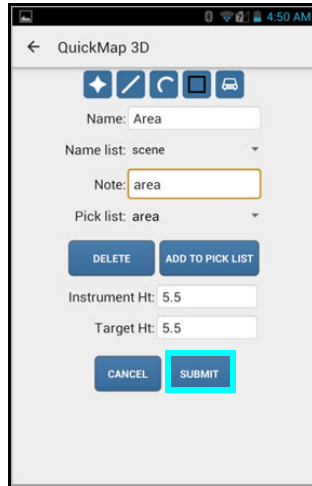 4:50 AM
QuickMap 3D
Name: Area
Name list: scene
Note: area
Pick list: area
DELETE ADD TO PICK LIST
Instrument Ht: 5.5
Target Ht: 5.5
CANCEL SUBMIT